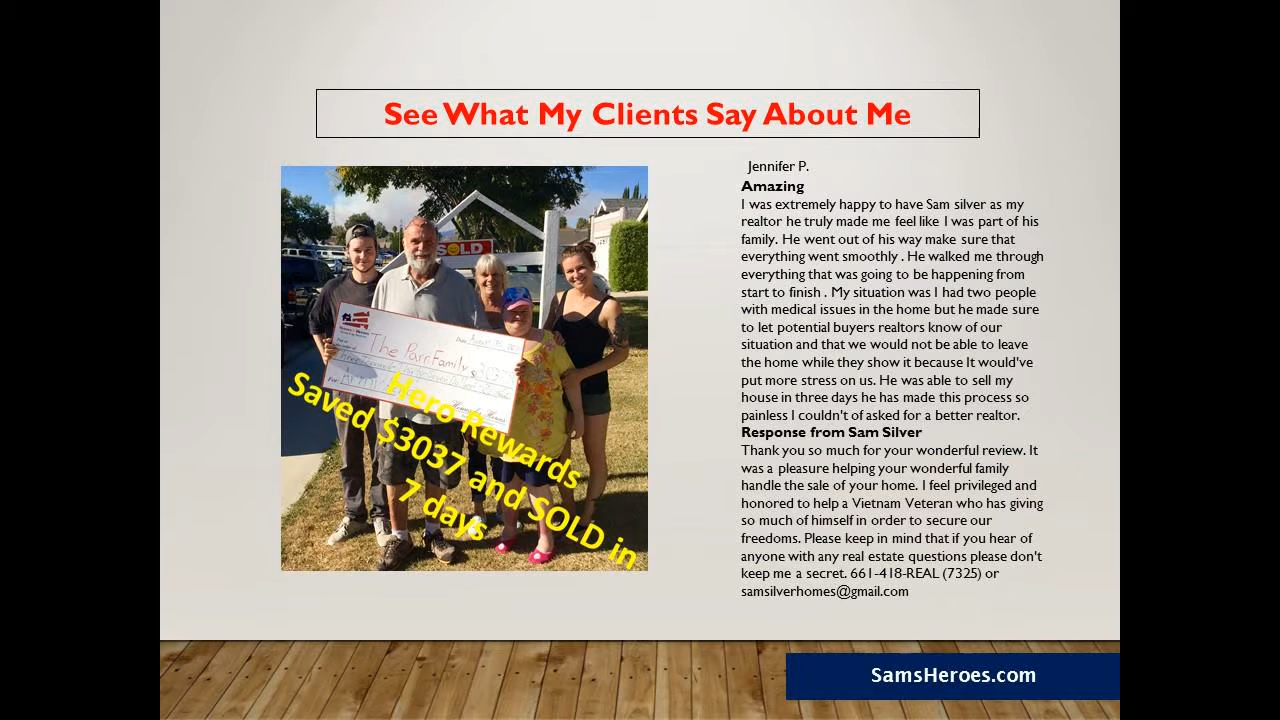 See What My Clients Say About Me
Jennifer P.
Amazing
I was extremely happy to have Sam silver as my
realtor he truly made me feel like I was part of his
family. He went out of his way make sure that
everything went smoothly . He walked me through
everything that was going to be happening from
start to finish . My situation was I had two people
with medical issues in the home but he made sure
to let potential buyers realtors know of our
situation and that we would not be able to leave
the home while they show it because It would've
put more stress on us. He was able to sell my
house in three days he has made this process so
painless I couldn't of asked for a better realtor.
Response from Sam Silver
Thank you so much for your wonderful review. It
was a pleasure helping your wonderful family
handle the sale of your home. I feel privileged and
honored to help a Vietnam Veteran who has giving
so much of himself in order to secure our
freedoms. Please keep in mind that if you hear of
anyone with any real estate questions please don't
keep me a secret. 661-418-REAL (7325) or
samsilverhomes@gmail.com
SOLD
The Parr Family
Hero Rewards
Saved $3037 and SOLD in
7 days
SamsHeroes.com